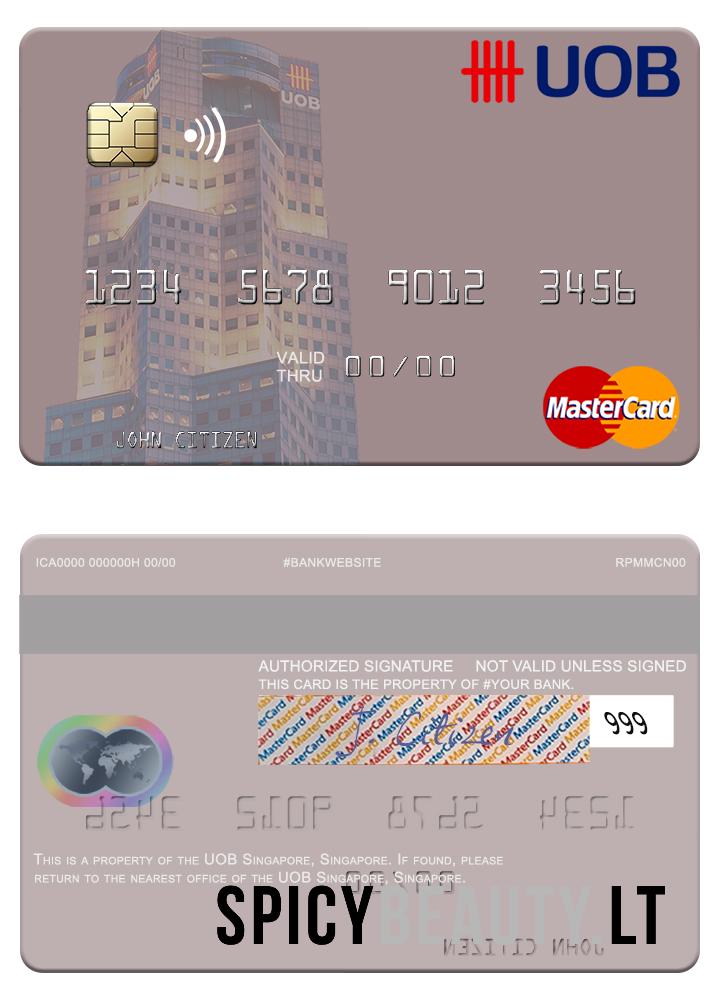 UOB
UOB
UOB
1234 5678 9012 3456
VALID THRU 00/00
MasterCard
JOHN CITIZEN
ICA0000 000000H 00/00 #BANKWEBSITE RPMMCN00
AUTHORIZED SIGNATURE NOT VALID UNLESS SIGNED
THIS CARD IS THE PROPERTY OF #YOUR BANK.
J Citizen 999
THIS IS A PROPERTY OF THE UOB SINGAPORE, SINGAPORE. IF FOUND, PLEASE
RETURN TO THE NEAREST OFFICE OF THE UOB SINGAPORE, SINGAPORE.
SPICYBEAUTY.LT